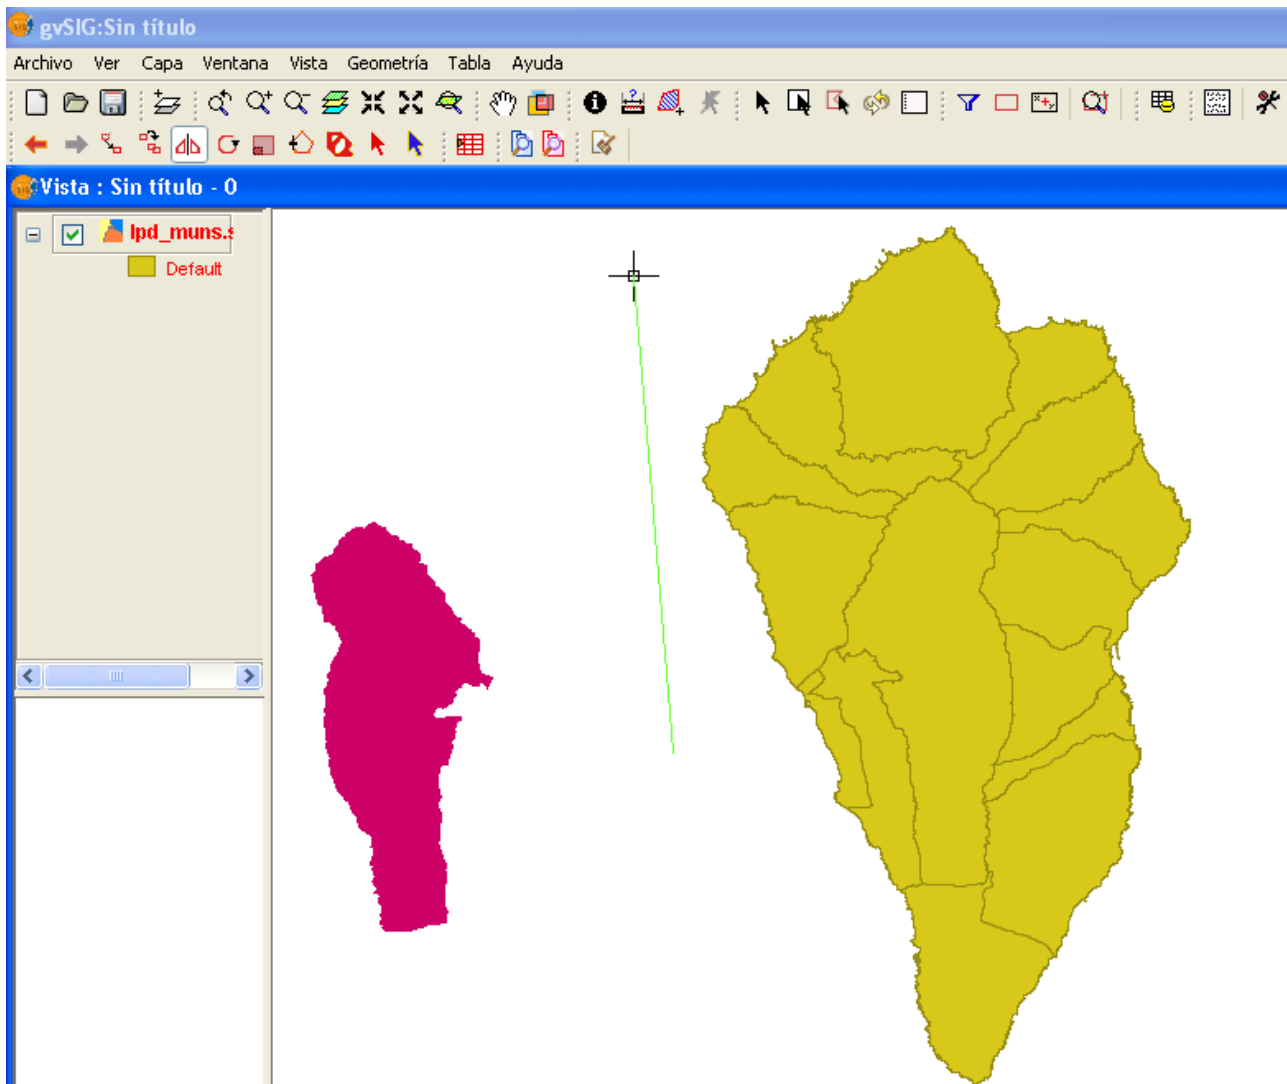 gvSIG:Sin título
Archivo Ver Capa Ventana Vista Geometría Tabla Ayuda
Vista : Sin título - 0
lpd_muns.s
Default